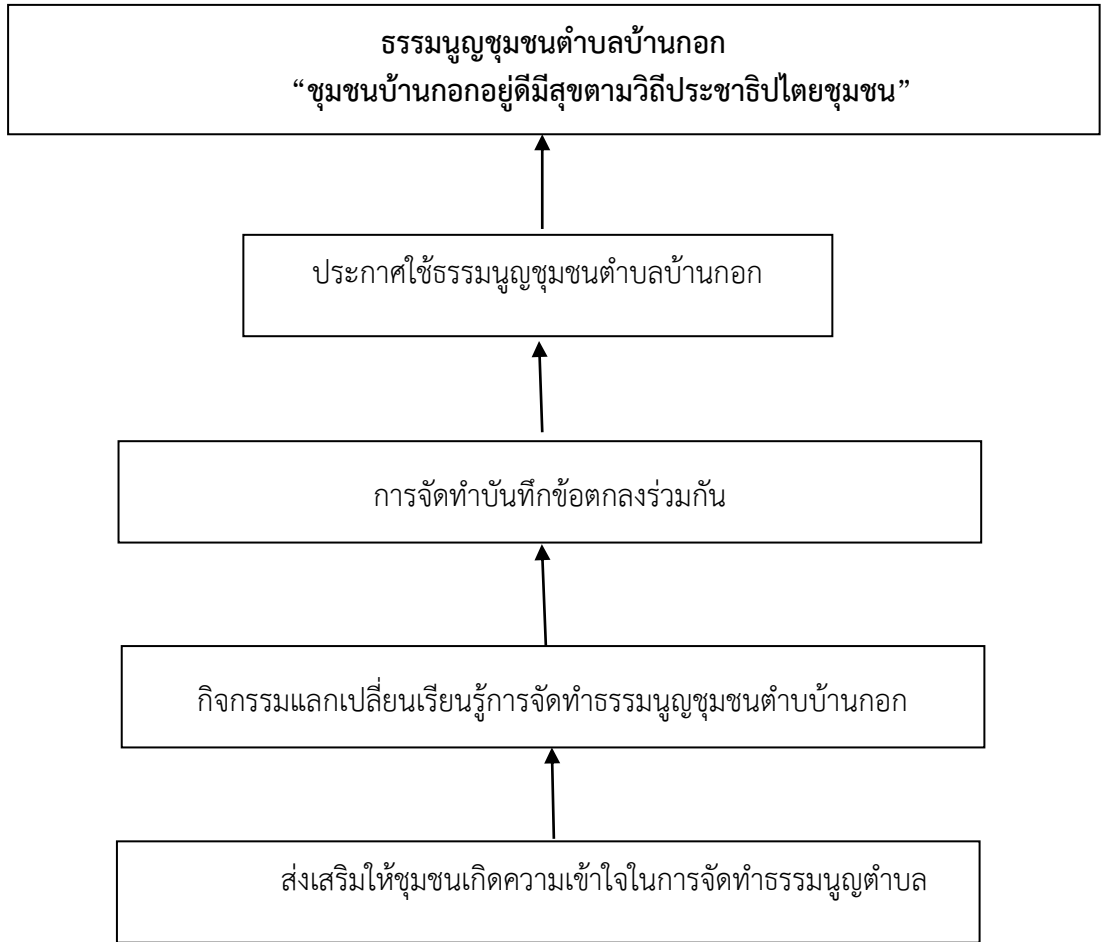 ธรรมนูญชุมชนตำบลบ้านกอก
“ชุมชนบ้านกอกอยู่ดีมีสุขตามวิถีประชาธิปไตยชุมชน”
ประกาศใช้ธรรมนูญชุมชนตำบลบ้านกอก
การจัดทำบันทึกข้อตกลงร่วมกัน
กิจกรรมแลกเปลี่ยนเรียนรู้การจัดทำธรรมนูญชุมชนตำบบ้านกอก
ส่งเสริมให้ชุมชนเกิดความเข้าใจในการจัดทำธรรมนูญตำบล